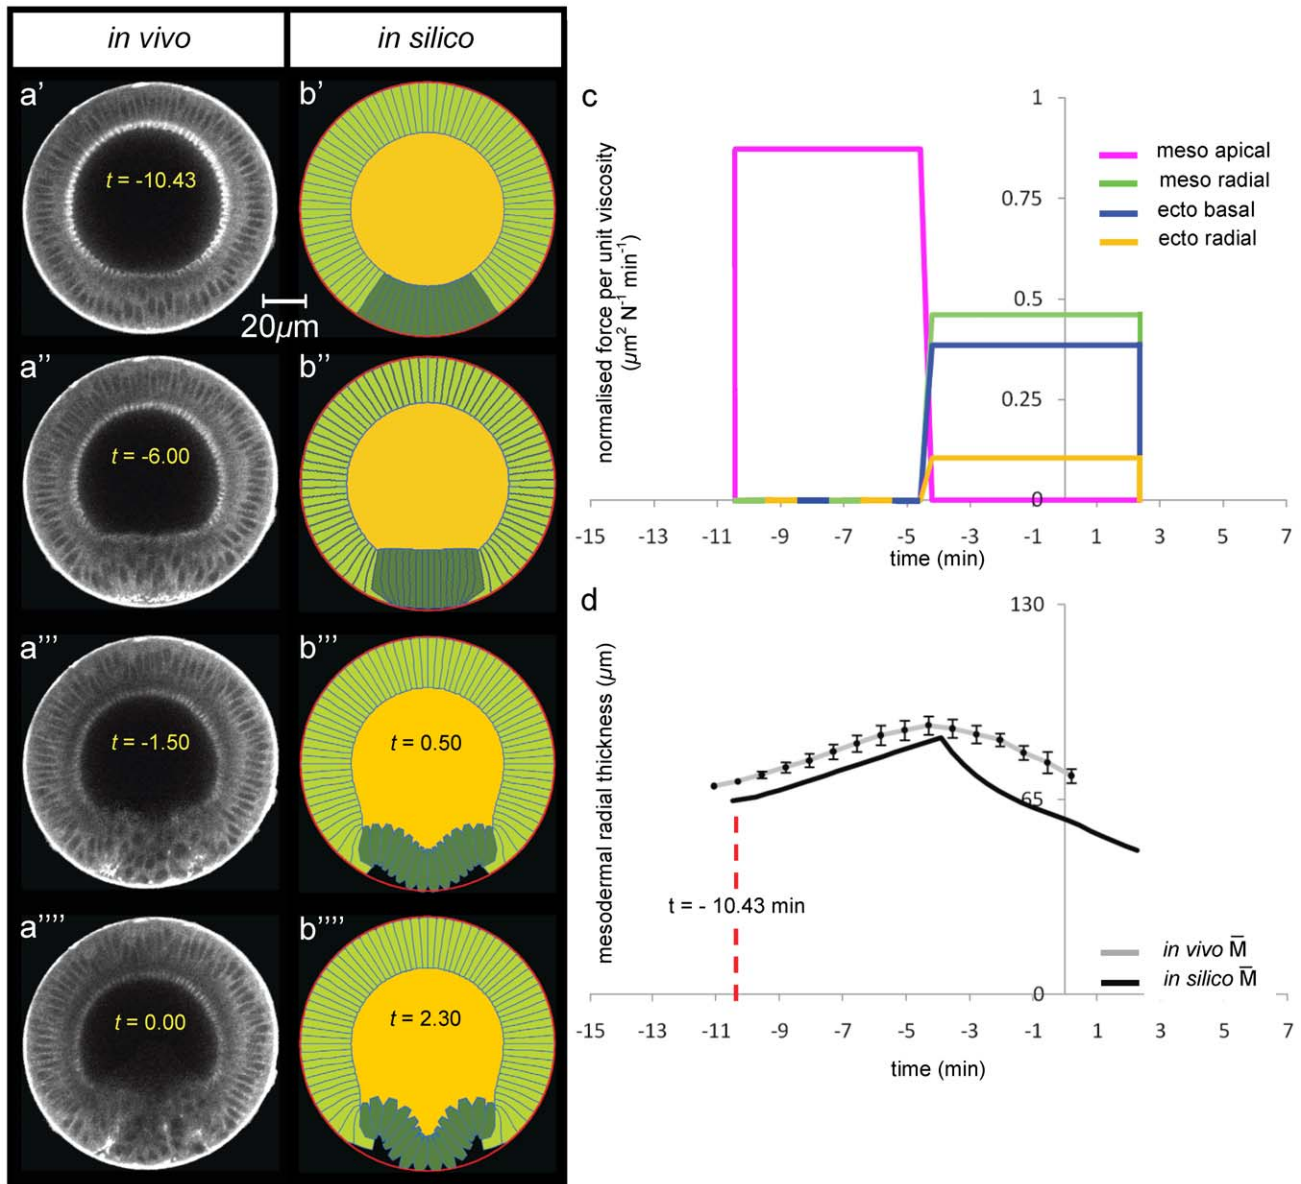 in vivo
in silico
a’
t = -10.43
b’
20µm
a’’
t = -6.00
b’’
a’’’
t = -1.50
b’’’
t = 0.50
a’’’’
t = 0.00
b’’’’
t = 2.30
c
normalised force per unit viscosity
(µm² N⁻¹ min⁻¹)
1
0.75
0.5
0.25
0
meso apical
meso radial
ecto basal
ecto radial
-15 -13 -11 -9 -7 -5 -3 -1 1 3 5 7
time (min)
d
mesodermal radial thickness (µm)
130
65
0
t = - 10.43 min
in vivo M̅
in silico M̅
-15 -13 -11 -9 -7 -5 -3 -1 1 3 5 7
time (min)